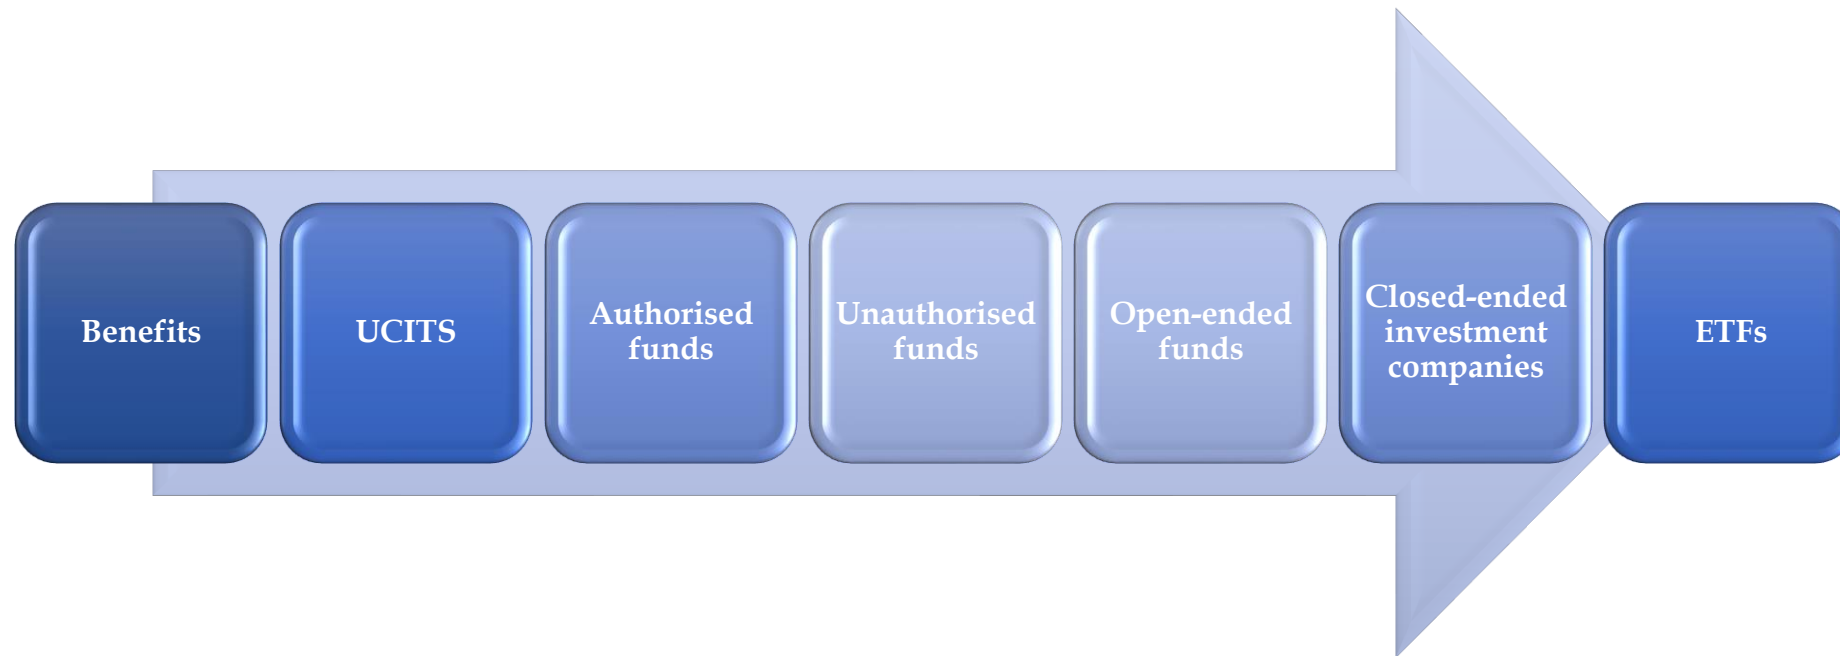 Benefits
UCITS
Authorised
funds
Unauthorised
funds
Open-ended
funds
Closed-ended
investment
companies
ETFs